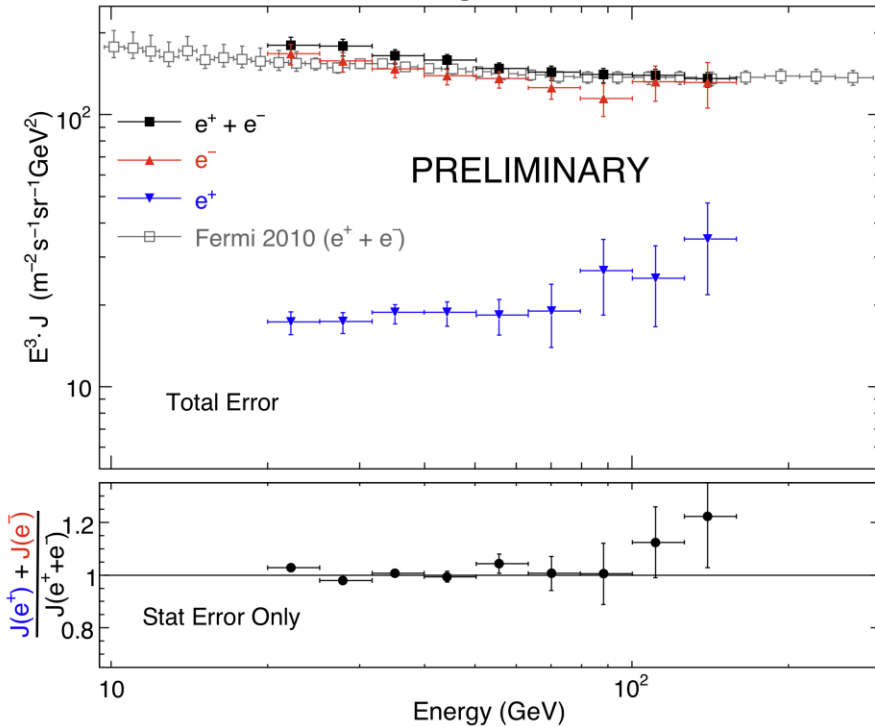 10²
10
E³·J (m⁻²s⁻¹sr⁻¹GeV²)
e⁺ + e⁻
e⁻
e⁺
Fermi 2010 (e⁺ + e⁻)
PRELIMINARY
Total Error
1.2
1
0.8
J(e⁺) + J(e⁻)
J(e⁺+e⁻)
Stat Error Only
10 10²
Energy (GeV)